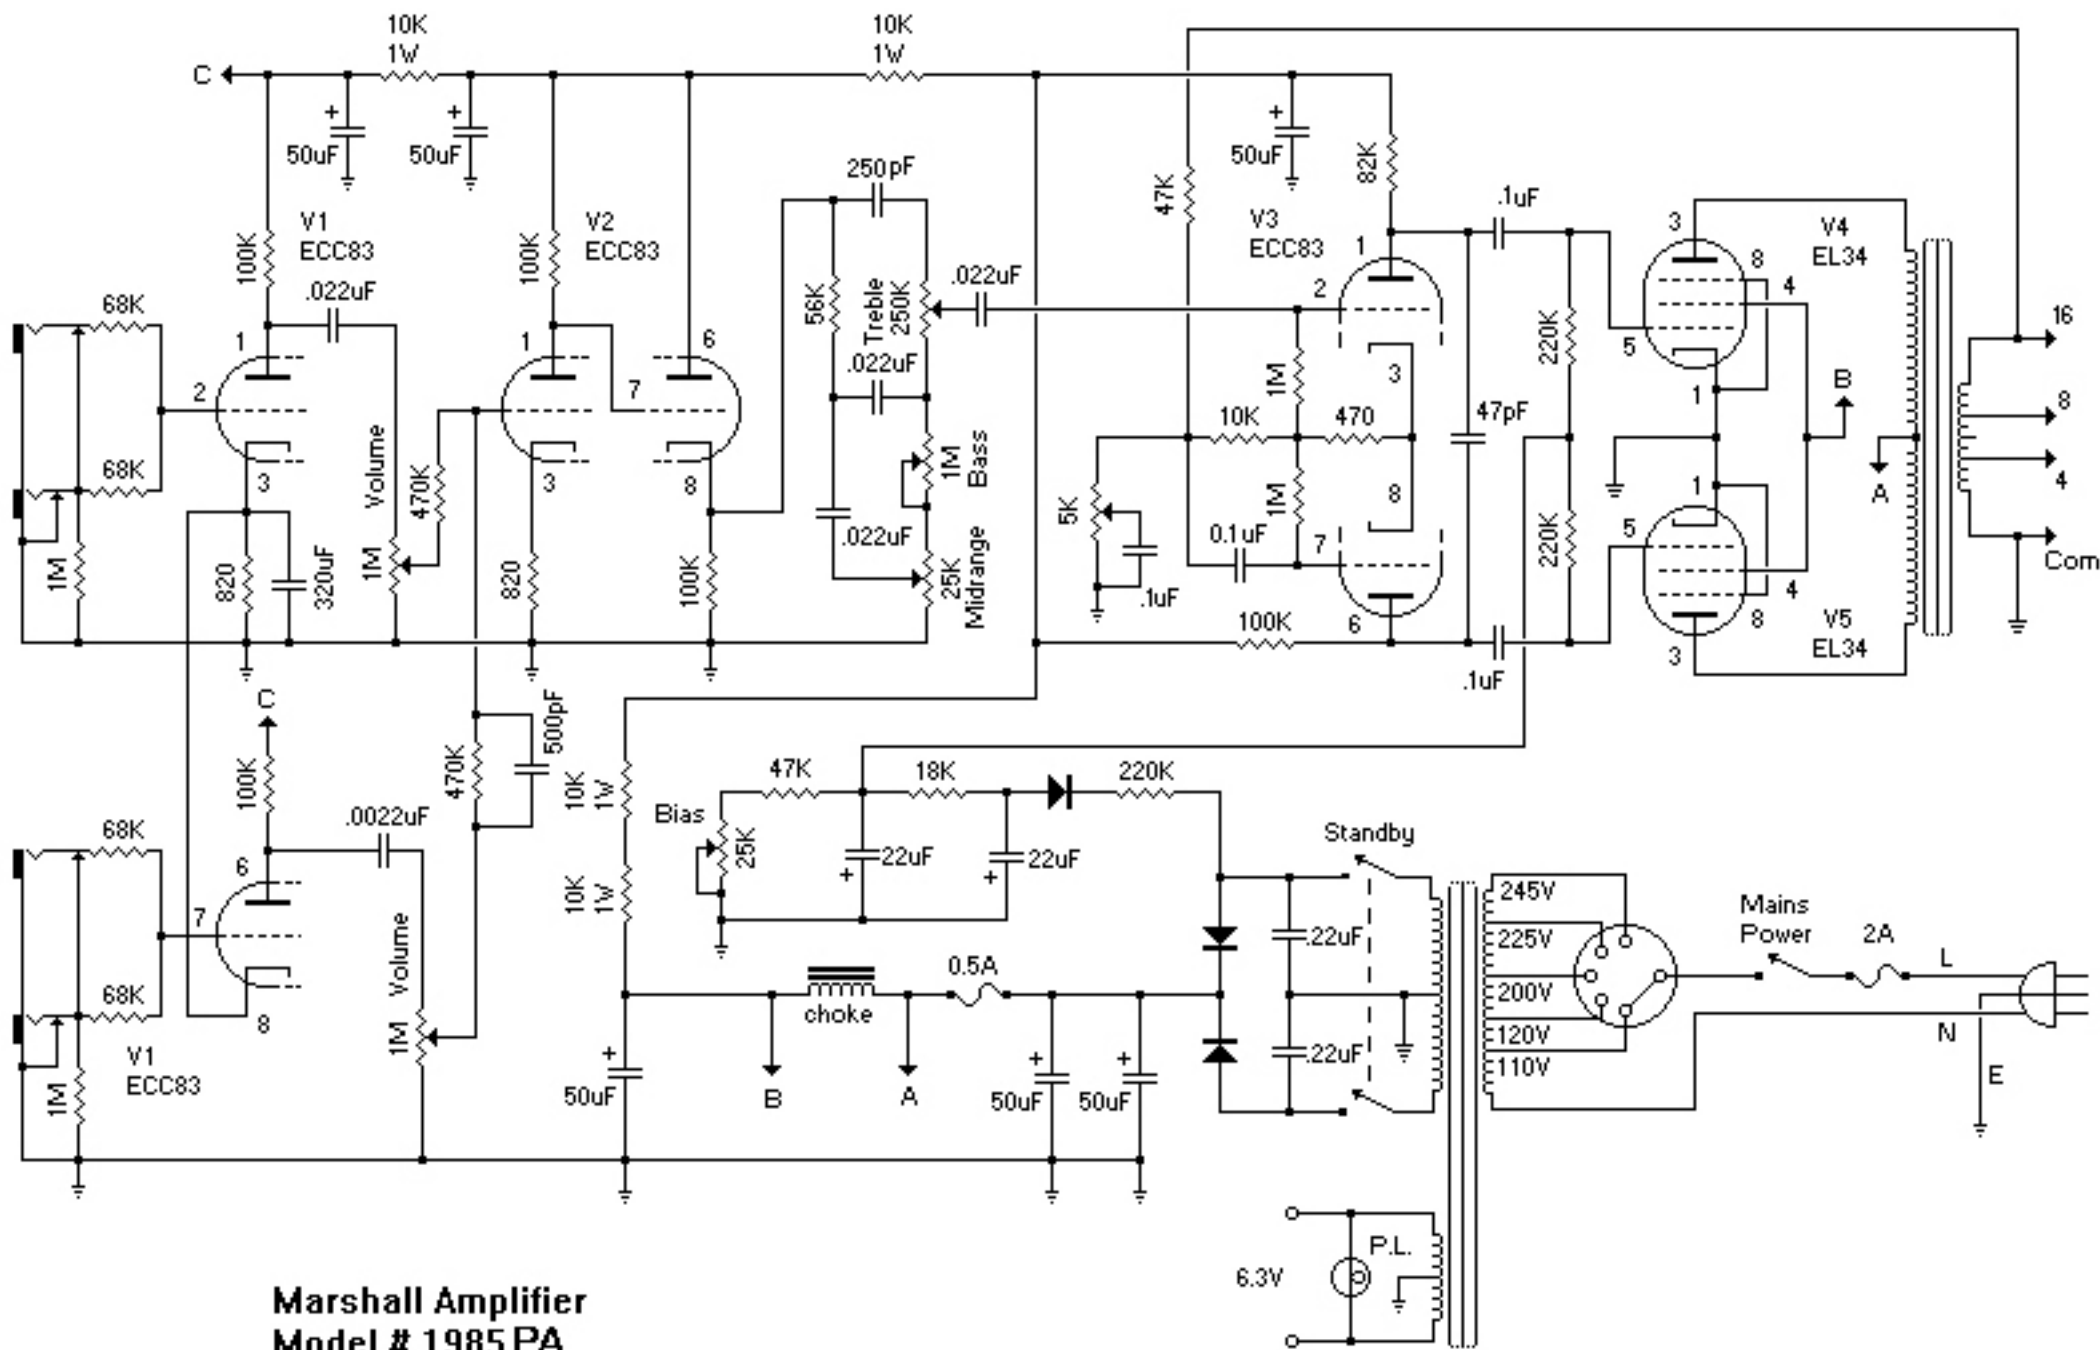 10K
1W
10K
1W
C
50uF
50uF
50uF
82K
47K
250pF
.1uF
V1
ECC83
V2
ECC83
V3
ECC83
V4
EL34
100K
100K
.022uF
56K
Treble
250K
.022uF
68K
1
2
3
1
6
7
3
8
.022uF
1
2
3
8
7
6
3
8
4
5
1
16
8
4
Com
220K
B
A
68K
Volume
470K
1M
Bass
10K
1M
470
47pF
1M
5K
0.1uF
.1uF
1
5
4
8
3
220K
1M
820
320uF
1M
820
100K
.022uF
25K
Midrange
100K
.1uF
V5
EL34
C
100K
470K
500pF
10K
1W
10K
1W
47K
18K
220K
Bias
25K
22uF
22uF
Standby
68K
.0022uF
6
7
8
68K
Volume
1M
V1
ECC83
1M
choke
0.5A
50uF
B
A
50uF
50uF
.22uF
.22uF
245V
225V
200V
120V
110V
Mains
Power
2A
L
N
E
6.3V
P.L.
Marshall Amplifier
Model # 1985 PA